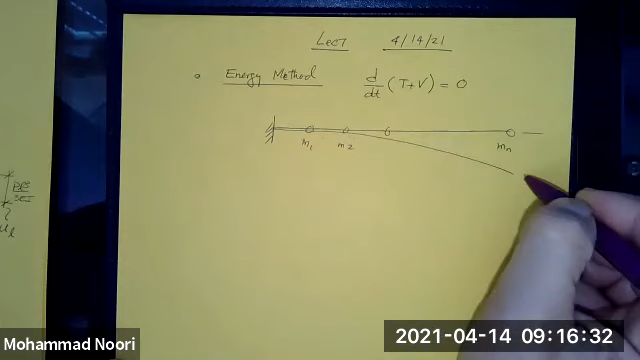 Lect 4/14/21
Energy Method d/dt (T+V) = 0
m1 m2 mn
Mohammad Noori
2021-04-14 09:16:32